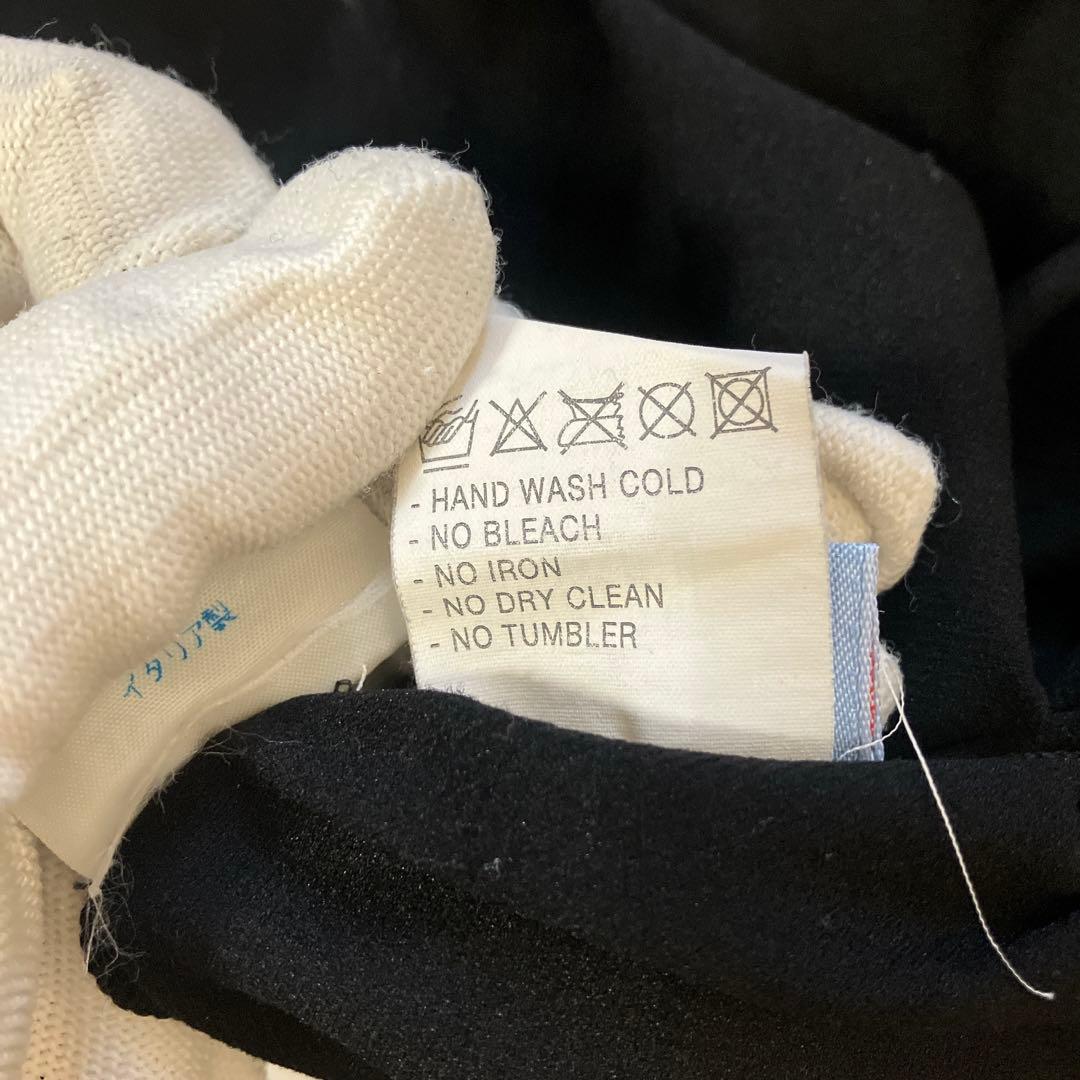 - HAND WASH COLD
- NO BLEACH
- NO IRON
- NO DRY CLEAN
- NO TUMBLER
イタリア製